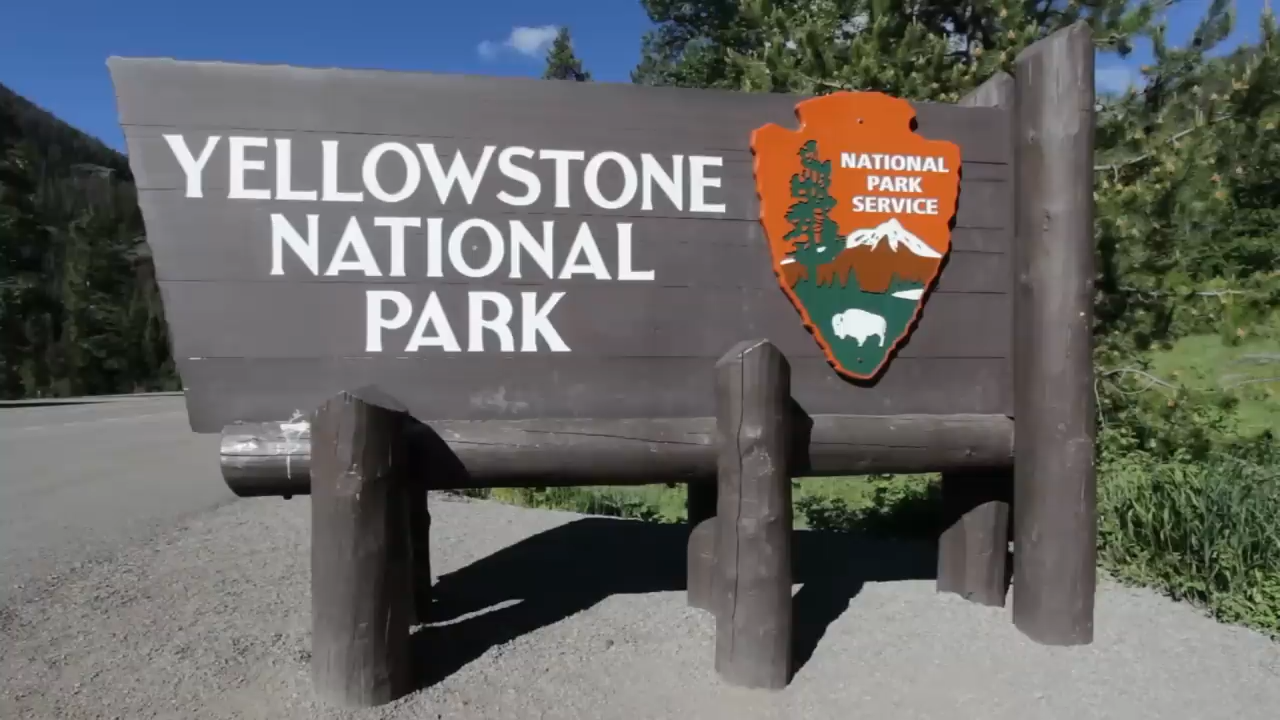 YELLOWSTONE
NATIONAL
PARK
NATIONAL
PARK
SERVICE